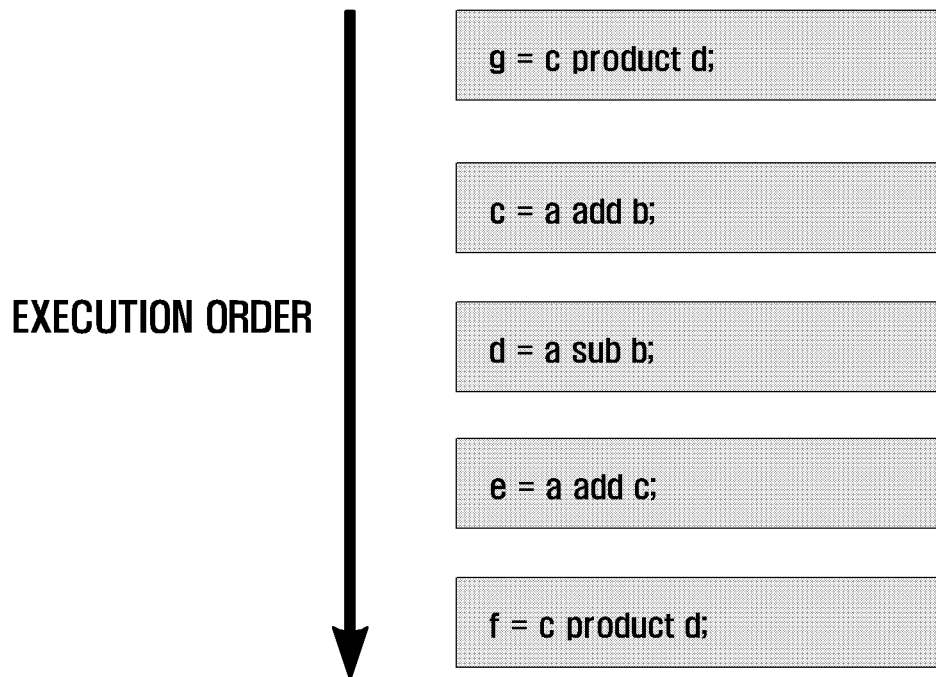 g = c product d;
c = a add b;
EXECUTION ORDER
d = a sub b;
e = a add c;
f = c product d;